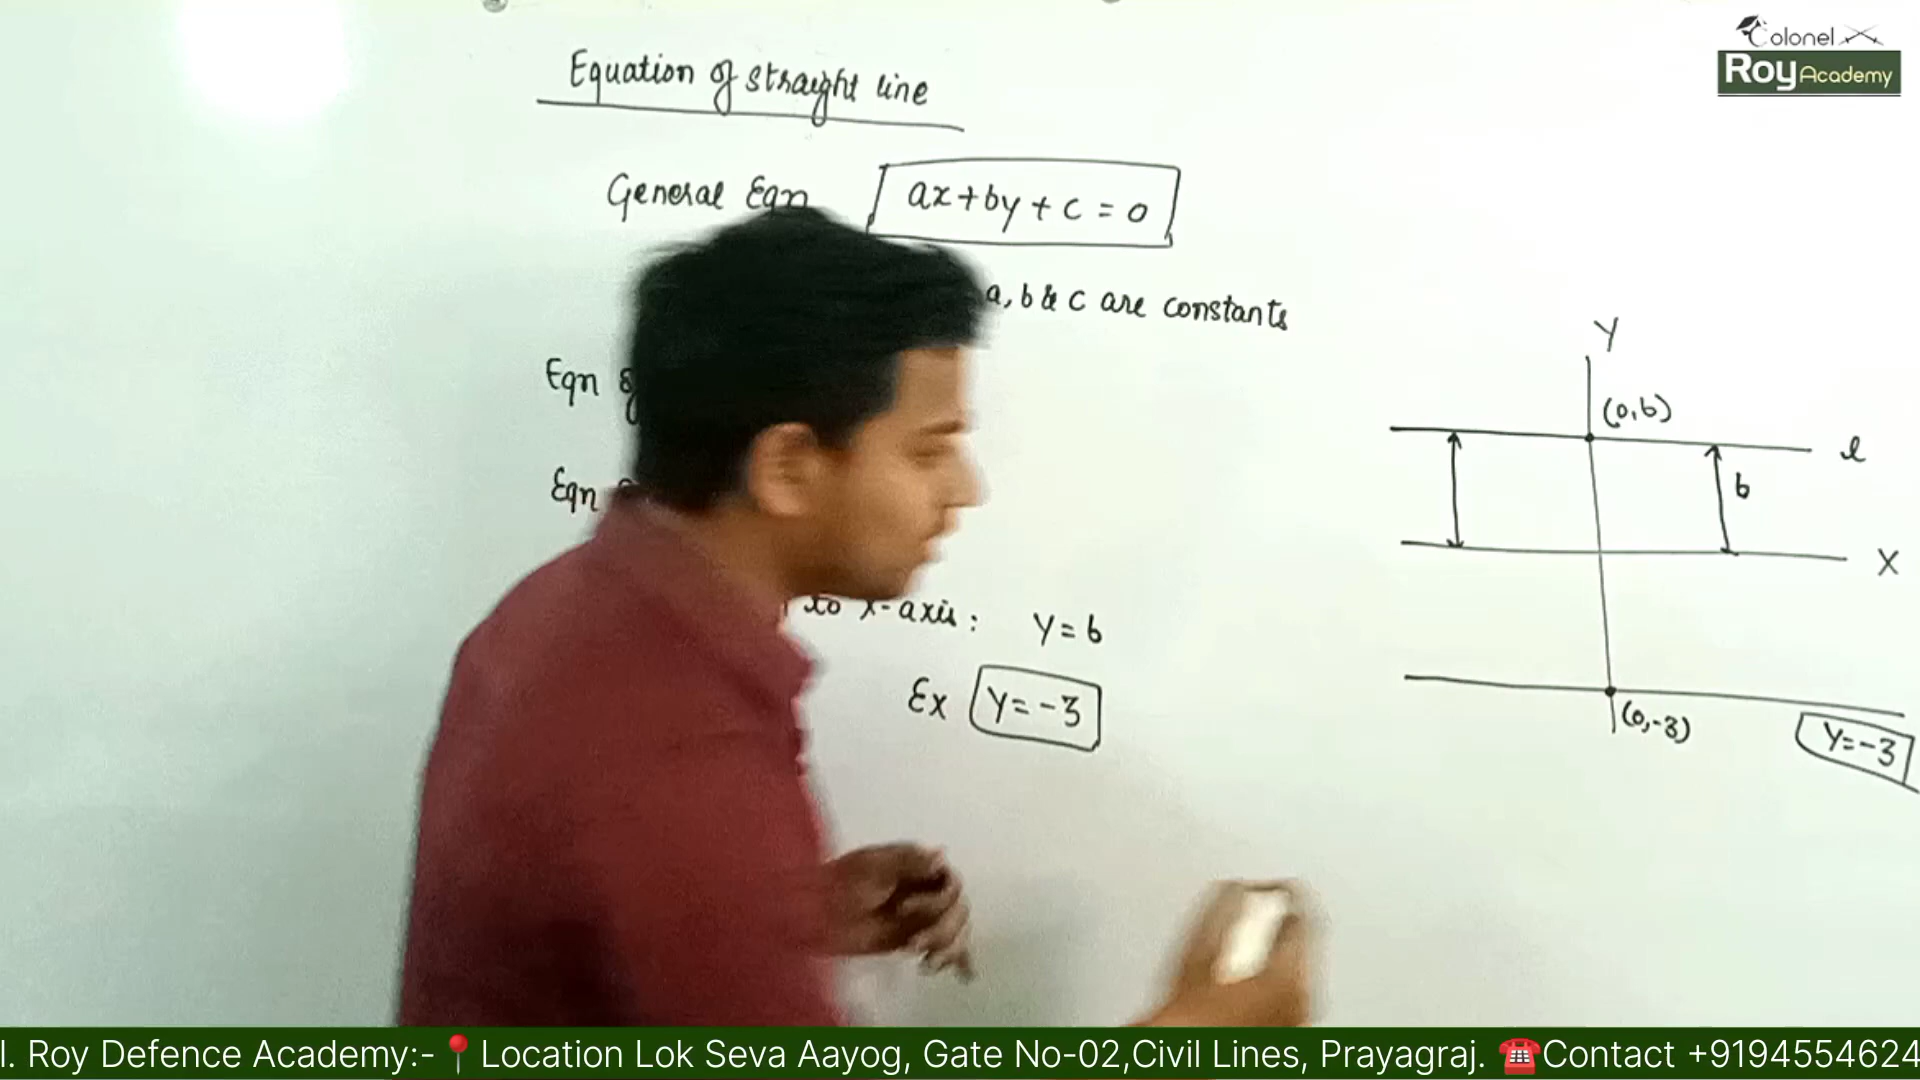 Colonel
Roy Academy
Equation of straight line
General Eqn ax+by+c=0
a, b & c are constants
Eqn
Eqn
to x-axis: y=b
Ex y=-3
Y
(0,b)
l
b
X
(0,-3)
y=-3
l. Roy Defence Academy:-📍Location Lok Seva Aayog, Gate No-02,Civil Lines, Prayagraj. ☎️Contact +9194554624